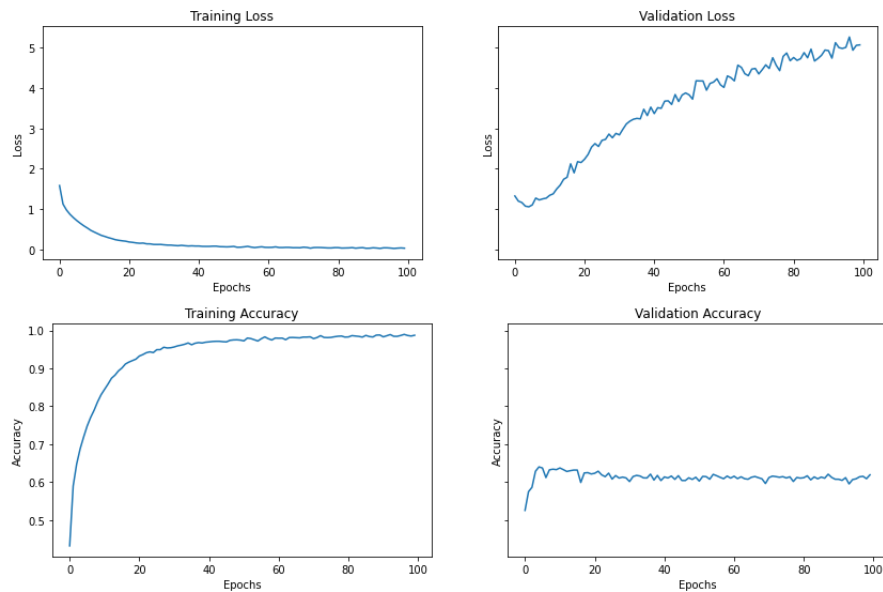 Training Loss
Validation Loss
5
4
3
2
1
0
Loss
Loss
0 20 40 60 80 100
0 20 40 60 80 100
Epochs
Epochs
Training Accuracy
Validation Accuracy
1.0
0.9
0.8
0.7
0.6
0.5
Accuracy
Accuracy
0 20 40 60 80 100
0 20 40 60 80 100
Epochs
Epochs